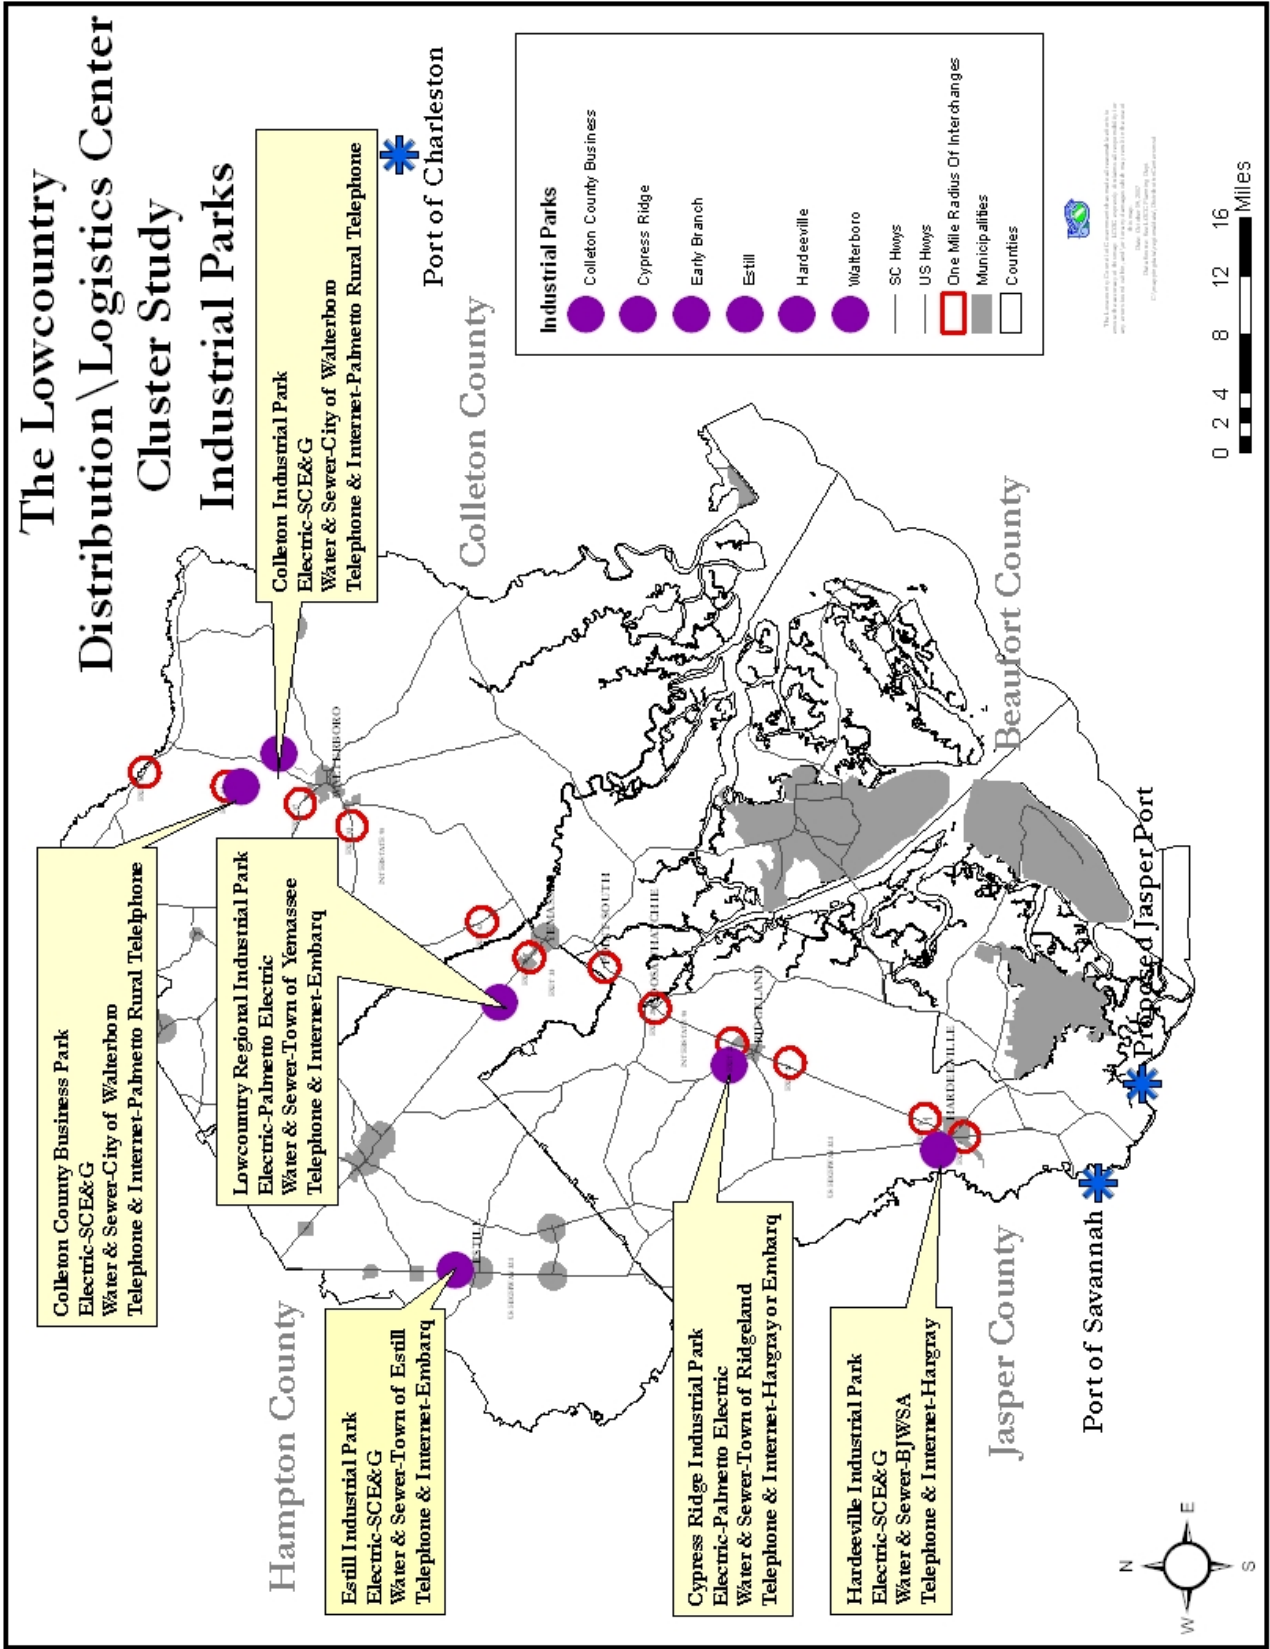 The Lowcountry
Distribution \ Logistics Center
Cluster Study
Industrial Parks
Colleton County Business Park
Electric-SCE&G
Water & Sewer-City of Walterboro
Telephone & Internet-Palmetto Rural Telelphone
Colleton Industrial Park
Electric-SCE&G
Water & Sewer-City of Walterboro
Telephone & Internet-Palmetto Rural Telephone
Lowcountry Regional Industrial Park
Electric-Palmetto Electric
Water & Sewer-Town of Yemassee
Telephone & Internet-Embarq
Hampton County
Estill Industrial Park
Electric-SCE&G
Water & Sewer-Town of Estill
Telephone & Internet-Embarq
Cypress Ridge Industrial Park
Electric-Palmetto Electric
Water & Sewer-Town of Ridgeland
Telephone & Internet-Hargray or Embarq
Hardeeville Industrial Park
Electric-SCE&G
Water & Sewer-BJWSA
Telephone & Internet-Hargray
Port of Charleston
Colleton County
Beaufort County
Jasper County
Port of Savannah
Proposed Jasper Port
WALTERBORO
ESTILL
RIDGELAND
HARDEEVILLE
Industrial Parks
Colleton County Business
Cypress Ridge
Early Branch
Estill
Hardeeville
Walterboro
SC Hwys
US Hwys
One Mile Radius Of Interchanges
Municipalities
Counties
0 2 4 8 12 16
Miles
N
W E
S